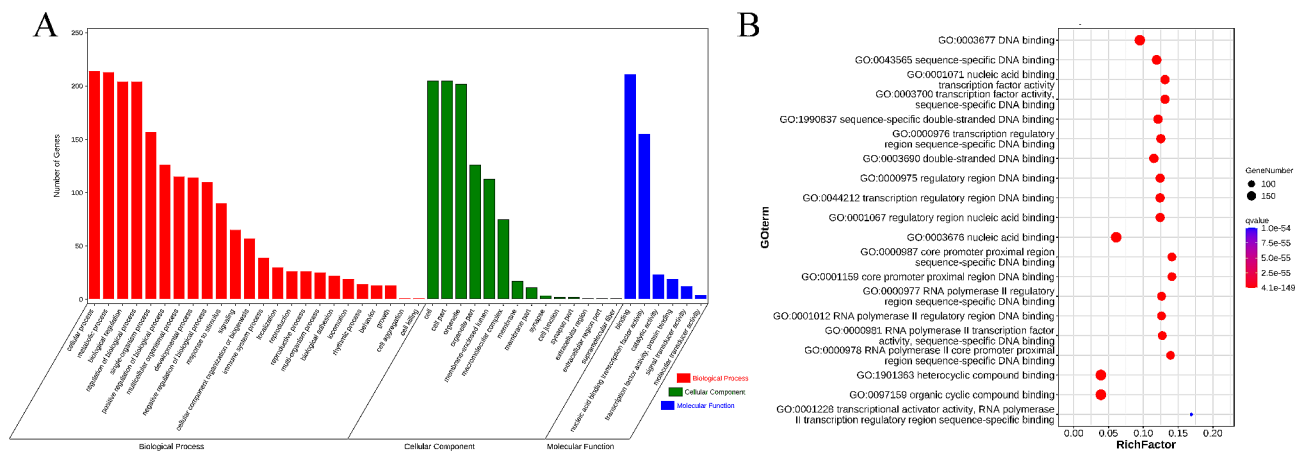 A
250
200
150
100
50
0
Number of Genes
cellular process
metabolic process
biological regulation
regulation of biological process
single-organism process
positive regulation of biological process
multicellular organismal process
developmental process
negative regulation of biological process
response to stimulus
signaling
cellular component organization or biogenesis
immune system process
localization
reproduction
reproductive process
multi-organism process
biological adhesion
locomotion
rhythmic process
behavior
growth
cell aggregation
cell killing
cell
cell part
organelle
organelle part
membrane-enclosed lumen
macromolecular complex
membrane
membrane part
synapse
cell junction
synapse part
extracellular region
extracellular region part
supramolecular fiber
binding
nucleic acid binding transcription factor activity
catalytic activity
transcription factor activity, protein binding
signal transducer activity
molecular transducer activity
Biological Process
Cellular Component
Molecular Function
Biological Process
Cellular Component
Molecular Function
B
GOterm
GO:0003677 DNA binding
GO:0043565 sequence-specific DNA binding
GO:0001071 nucleic acid binding
transcription factor activity
GO:0003700 transcription factor activity,
sequence-specific DNA binding
GO:1990837 sequence-specific double-stranded DNA binding
GO:0000976 transcription regulatory
region sequence-specific DNA binding
GO:0003690 double-stranded DNA binding
GO:0000975 regulatory region DNA binding
GO:0044212 transcription regulatory region DNA binding
GO:0001067 regulatory region nucleic acid binding
GO:0003676 nucleic acid binding
GO:0000987 core promoter proximal region
sequence-specific DNA binding
GO:0001159 core promoter proximal region DNA binding
GO:0000977 RNA polymerase II regulatory
region sequence-specific DNA binding
GO:0001012 RNA polymerase II regulatory region DNA binding
GO:0000981 RNA polymerase II transcription factor
activity, sequence-specific DNA binding
GO:0000978 RNA polymerase II core promoter proximal
region sequence-specific DNA binding
GO:1901363 heterocyclic compound binding
GO:0097159 organic cyclic compound binding
GO:0001228 transcriptional activator activity, RNA polymerase
II transcription regulatory region sequence-specific binding
0.00 0.05 0.10 0.15 0.20
RichFactor
GeneNumber
100
150
qvalue
1.0e-54
7.5e-55
5.0e-55
2.5e-55
4.1e-149